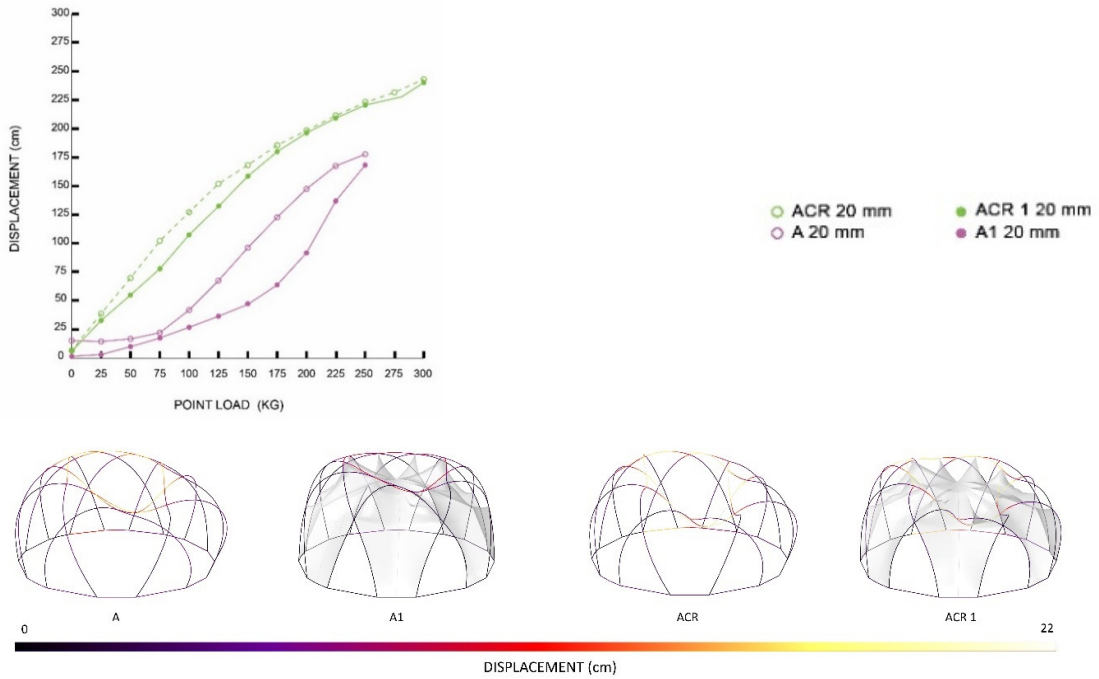 300
275
250
225
200
175
150
125
100
75
50
25
0
DISPLACEMENT (cm)
0 25 50 75 100 125 150 175 200 225 250 275 300
POINT LOAD (KG)
ACR 20 mm ACR 1 20 mm
A 20 mm A1 20 mm
A A1 ACR ACR 1
0 22
DISPLACEMENT (cm)